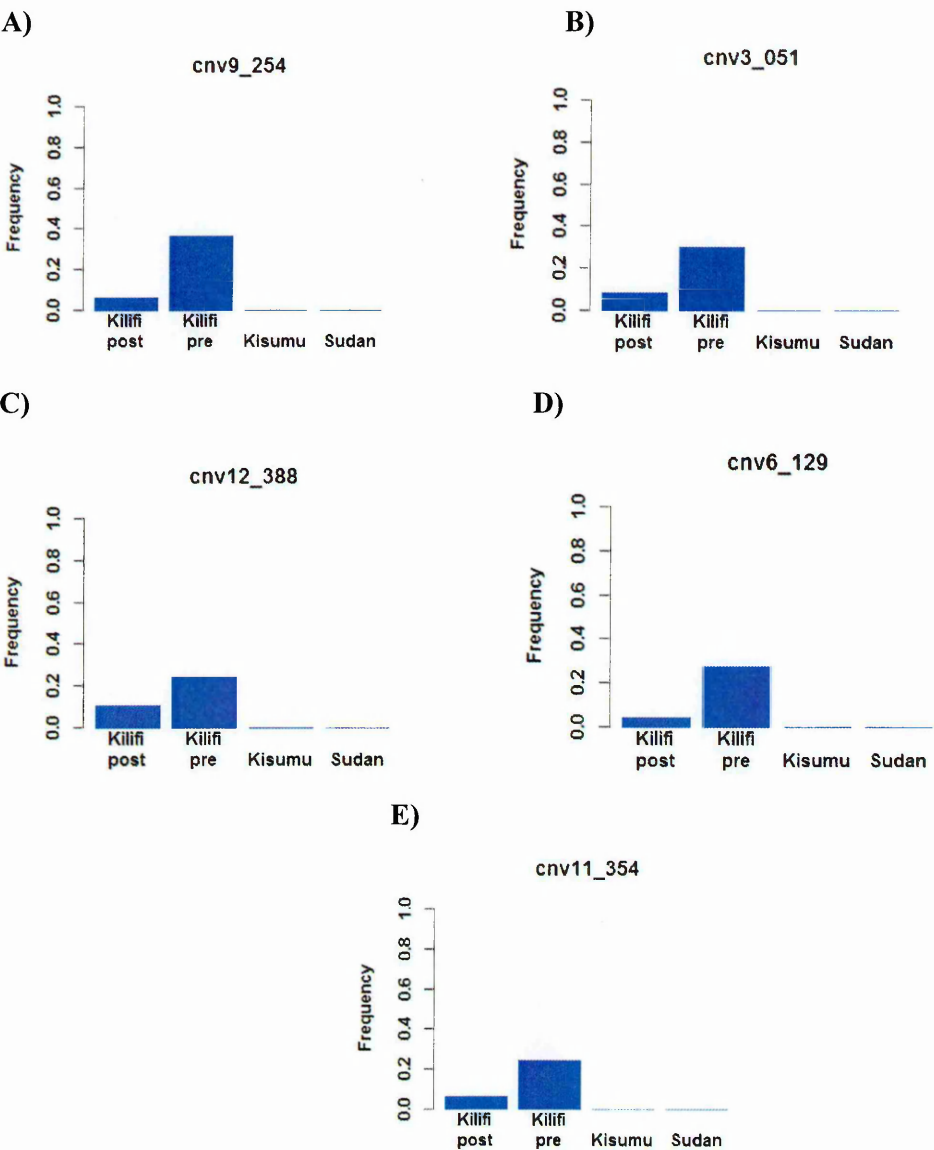 A)
cnv9_254
Frequency
0.0 0.2 0.4 0.6 0.8 1.0
Kilifi Kilifi
post pre Kisumu Sudan
B)
cnv3_051
Frequency
0.0 0.2 0.4 0.6 0.8 1.0
Kilifi Kilifi
post pre Kisumu Sudan
C)
cnv12_388
Frequency
0.0 0.2 0.4 0.6 0.8 1.0
Kilifi Kilifi
post pre Kisumu Sudan
D)
cnv6_129
Frequency
0.0 0.2 0.4 0.6 0.8 1.0
Kilifi Kilifi
post pre Kisumu Sudan
E)
cnv11_354
Frequency
0.0 0.2 0.4 0.6 0.8 1.0
Kilifi Kilifi
post pre Kisumu Sudan